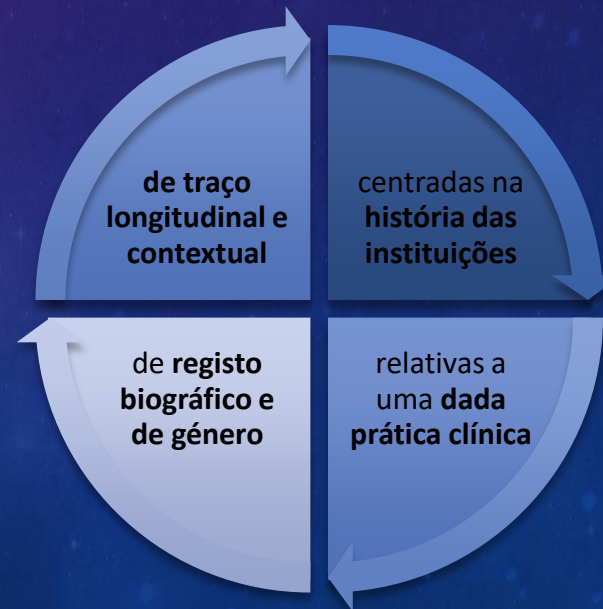 de traço
longitudinal e
contextual
centradas na
história das
instituições
de registo
biográfico e
de género
relativas a
uma dada
prática clínica